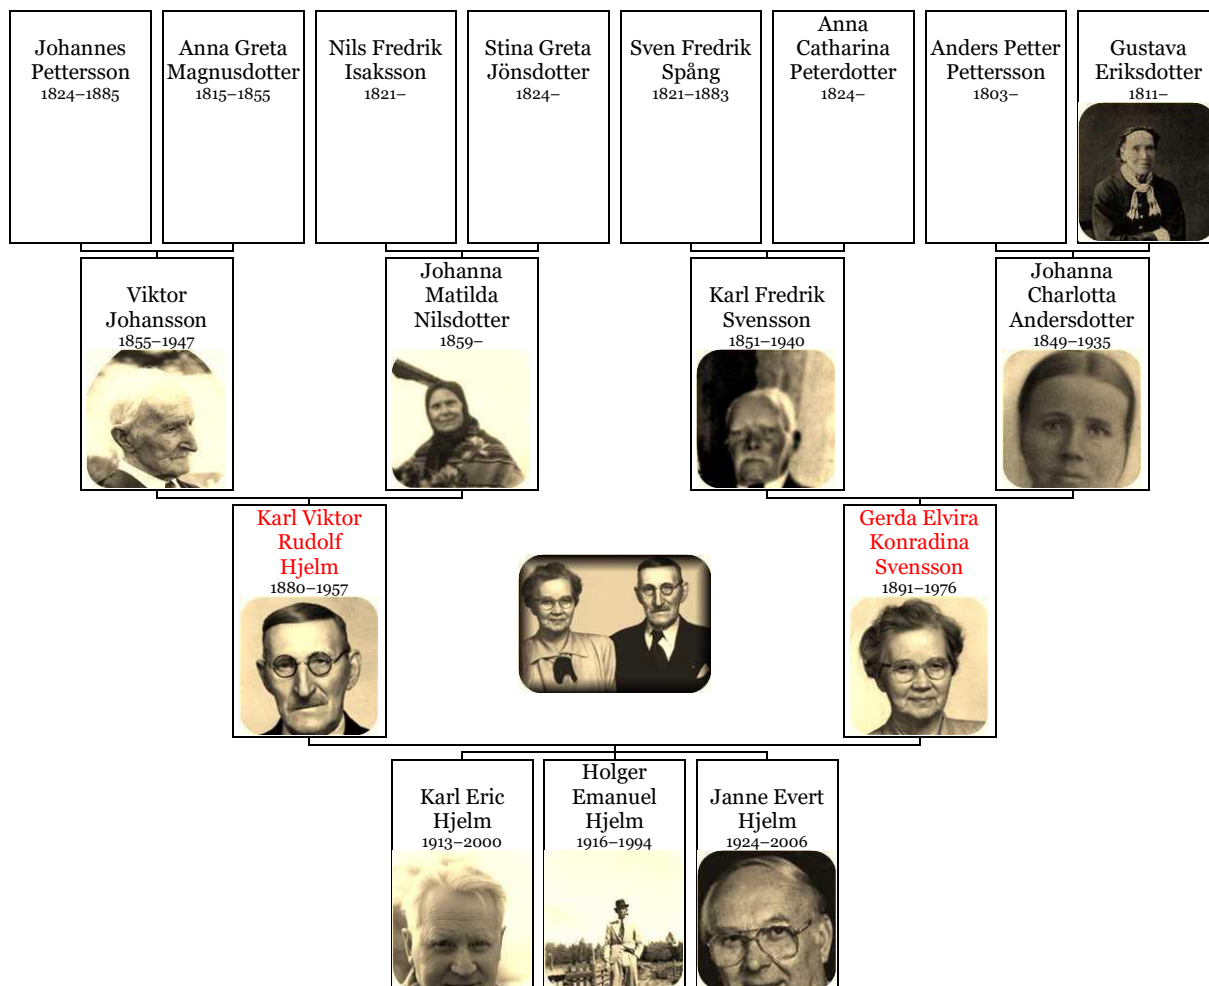 Johannes
Pettersson
1824–1885
Anna Greta
Magnusdotter
1815–1855
Nils Fredrik
Isaksson
1821–
Stina Greta
Jönsdotter
1824–
Sven Fredrik
Spång
1821–1883
Anna
Catharina
Peterdotter
1824–
Anders Petter
Pettersson
1803–
Gustava
Eriksdotter
1811–
Viktor
Johansson
1855–1947
Johanna
Matilda
Nilsdotter
1859–
Karl Fredrik
Svensson
1851–1940
Johanna
Charlotta
Andersdotter
1849–1935
Karl Viktor
Rudolf
Hjelm
1880–1957
Gerda Elvira
Konradina
Svensson
1891–1976
Karl Eric
Hjelm
1913–2000
Holger
Emanuel
Hjelm
1916–1994
Janne Evert
Hjelm
1924–2006